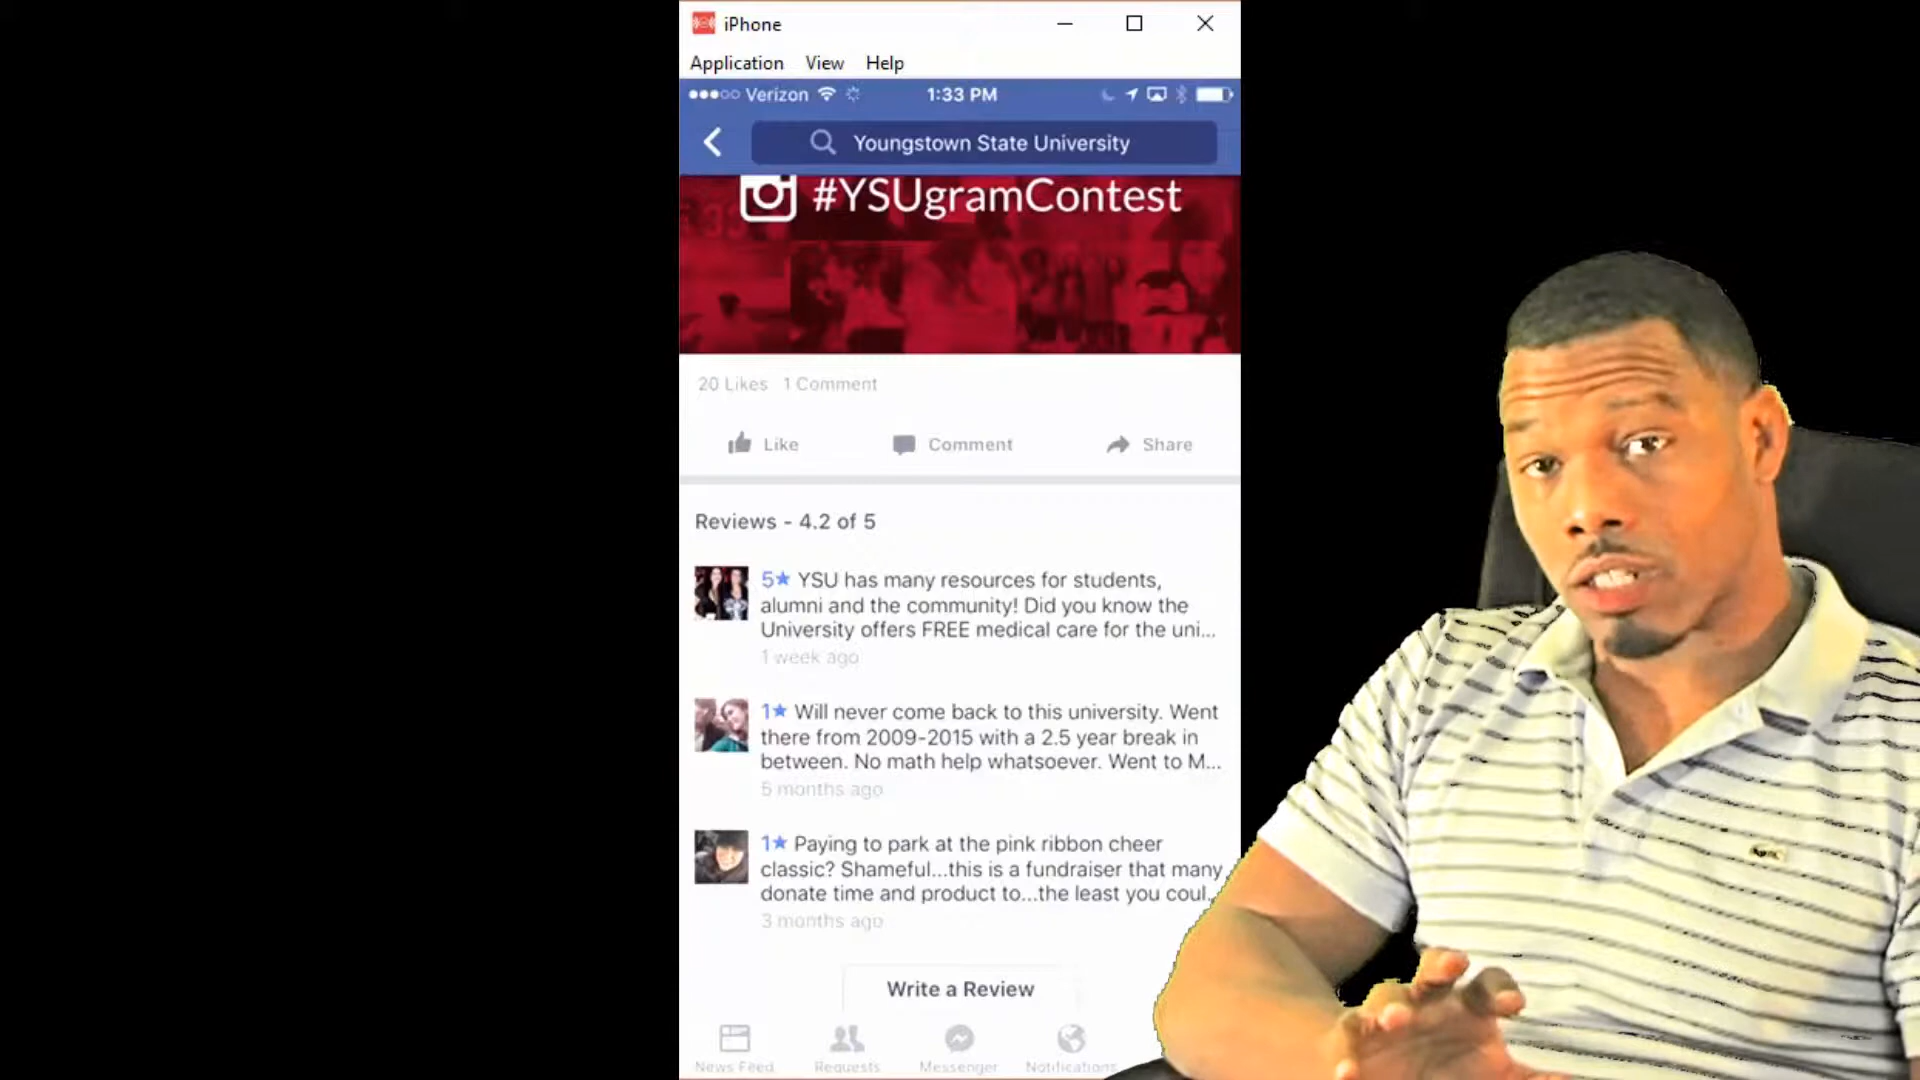 iPhone
Application View Help
Verizon 1:33 PM
Youngstown State University
#YSUgramContest
20 Likes 1 Comment
Like Comment Share
Reviews - 4.2 of 5
5★ YSU has many resources for students,
alumni and the community! Did you know the
University offers FREE medical care for the uni...
1 week ago
1★ Will never come back to this university. Went
there from 2009-2015 with a 2.5 year break in
between. No math help whatsoever. Went to M...
5 months ago
1★ Paying to park at the pink ribbon cheer
classic? Shameful...this is a fundraiser that many
donate time and product to...the least you coul...
3 months ago
Write a Review
News Feed Requests Messenger Notifications